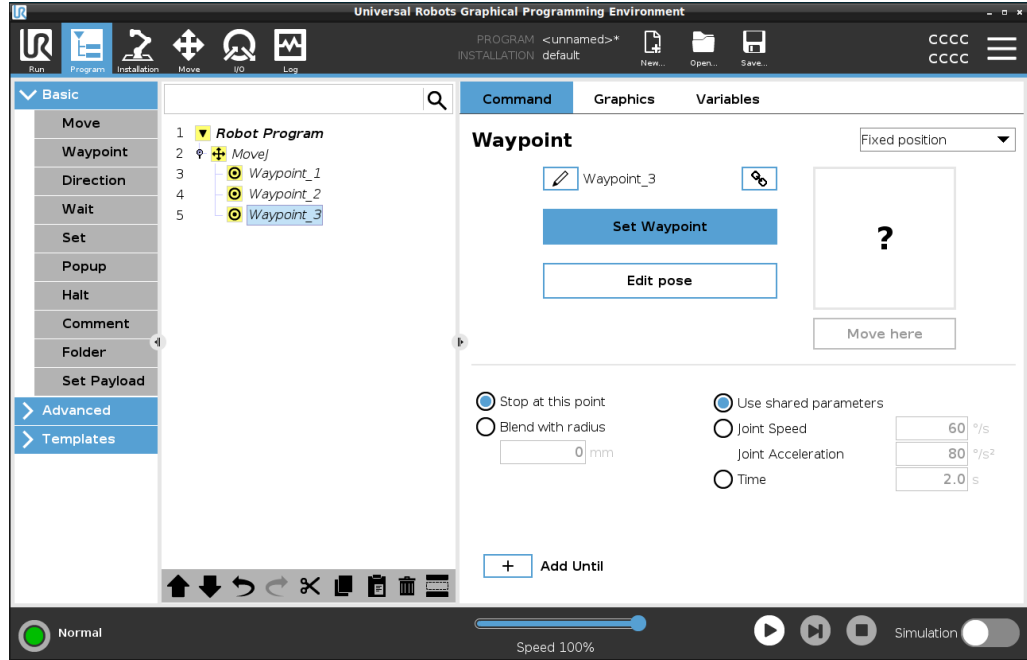 UR Universal Robots Graphical Programming Environment
UR
Run Program Installation Move I/O Log
PROGRAM <unnamed>*
INSTALLATION default
New... Open... Save...
CCCC
CCCC
Basic
Move
Waypoint
Direction
Wait
Set
Popup
Halt
Comment
Folder
Set Payload
Advanced
Templates
1 Robot Program
2 MoveJ
3 Waypoint_1
4 Waypoint_2
5 Waypoint_3
Command Graphics Variables
Waypoint
Fixed position
Waypoint_3
Set Waypoint
Edit pose
?
Move here
Stop at this point
Blend with radius
0 mm
Use shared parameters
Joint Speed 60 °/s
Joint Acceleration 80 °/s²
Time 2.0 s
+ Add Until
Normal
Speed 100%
Simulation